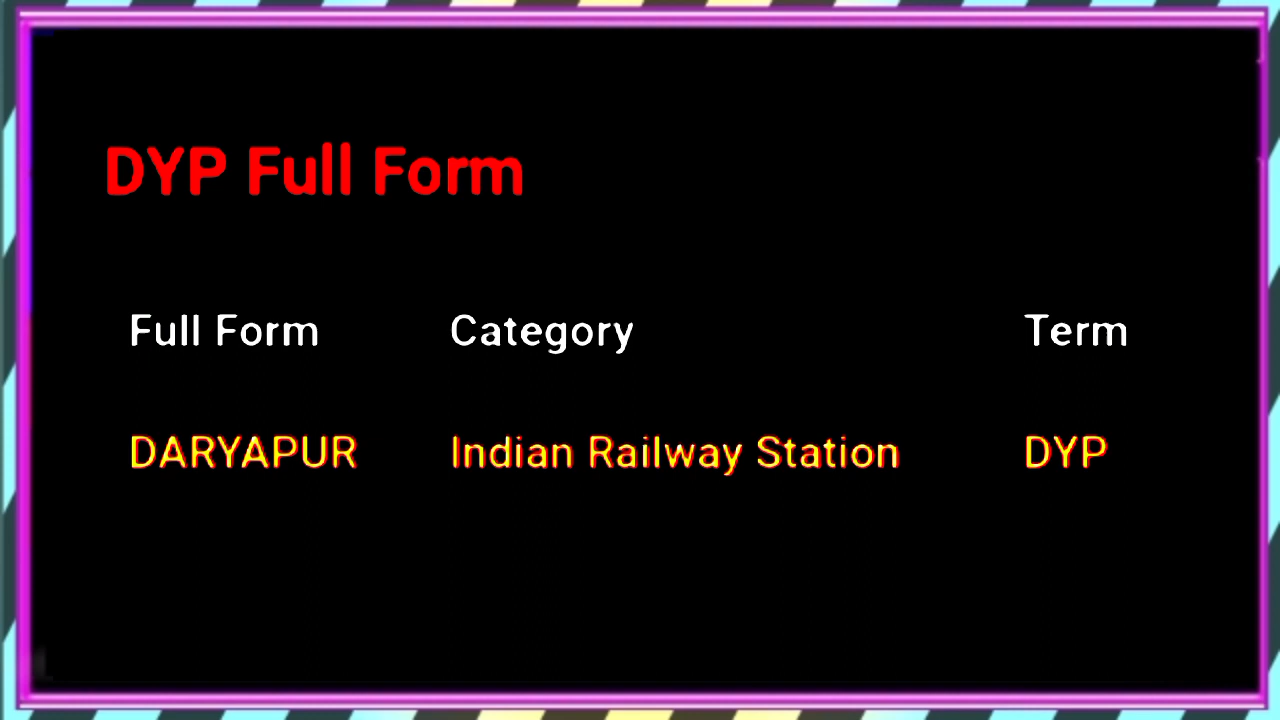 DYP Full Form
Full Form Category Term
DARYAPUR Indian Railway Station DYP